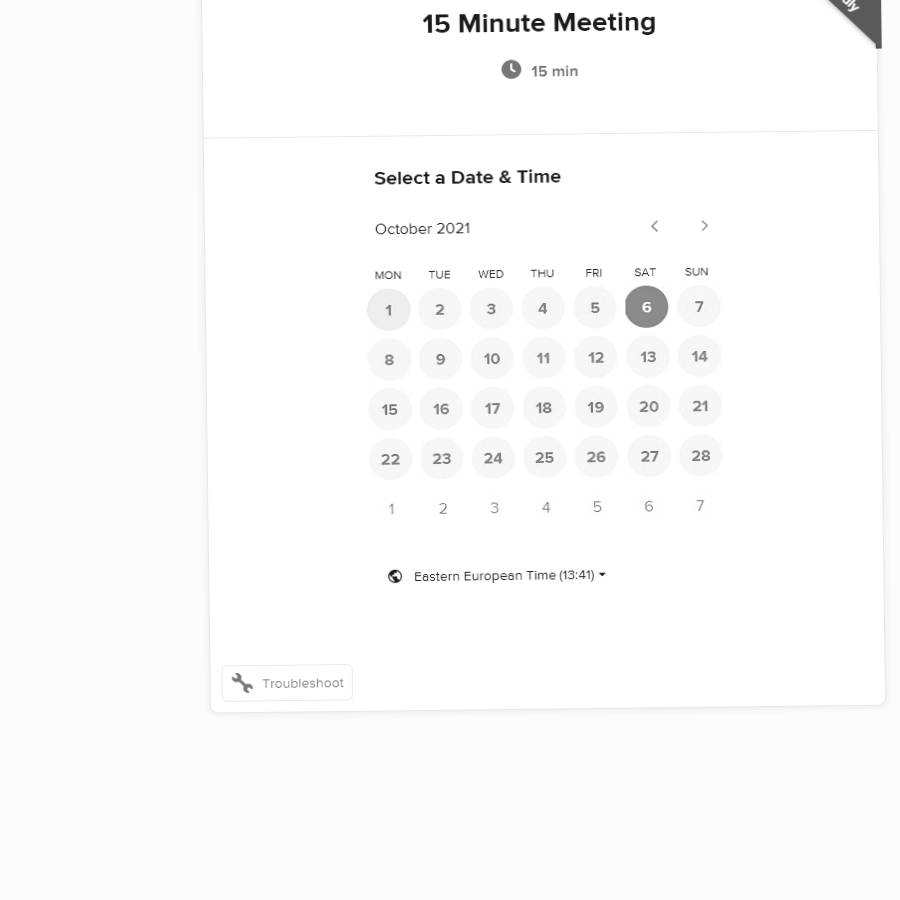 15 Minute Meeting
15 min
Select a Date & Time
October 2021
MON TUE WED THU FRI SAT SUN
1 2 3 4 5 6 7
8 9 10 11 12 13 14
15 16 17 18 19 20 21
22 23 24 25 26 27 28
1 2 3 4 5 6 7
Eastern European Time (13:41)
Troubleshoot